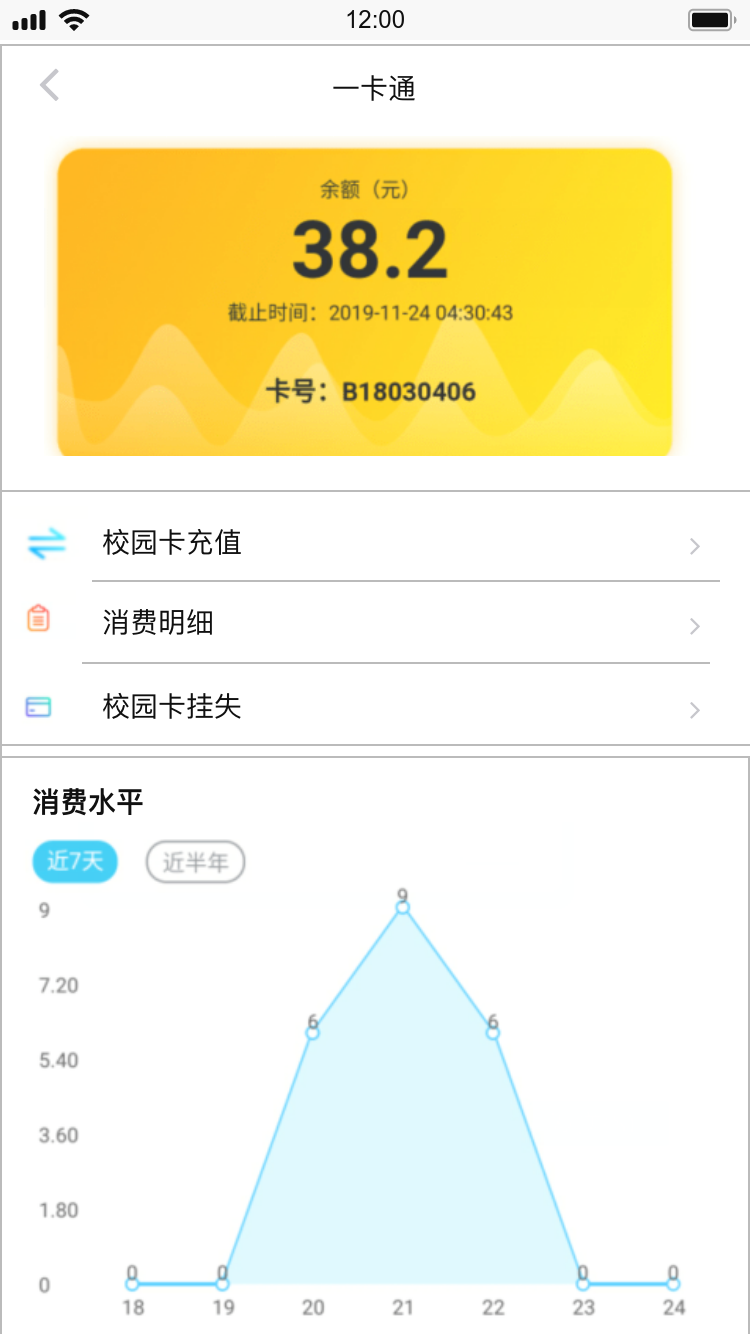 12:00
一卡通
余额（元）
38.2
截止时间：2019-11-24 04:30:43
卡号：B18030406
校园卡充值
消费明细
校园卡挂失
消费水平
近7天 近半年
9
9
7.20
6 6
5.40
3.60
1.80
0 0 0 0
0
18 19 20 21 22 23 24